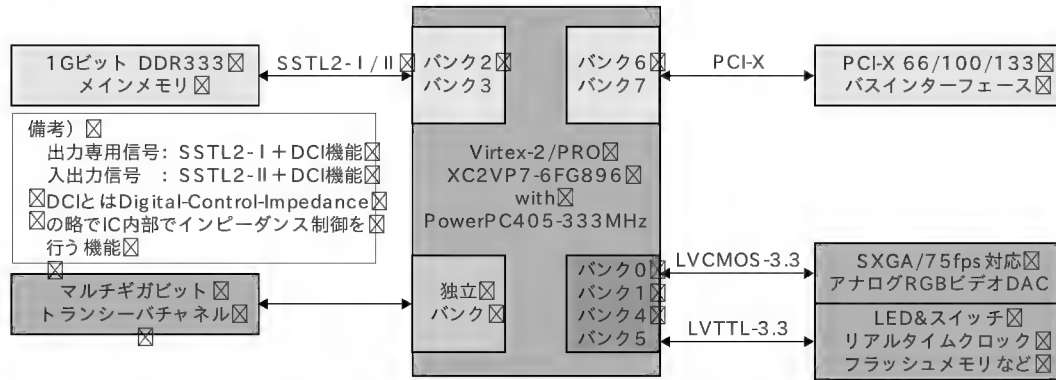 1Gビット DDR333
メインメモリ
SSTL2-I/II
バンク2
バンク3
バンク6
バンク7
PCI-X
PCI-X 66/100/133
バスインターフェース
備考)
出力専用信号: SSTL2-I+DCI機能
入出力信号 : SSTL2-II+DCI機能
DCIとはDigital-Control-Impedance
の略でIC内部でインピーダンス制御を
行う機能
Virtex-2/PRO
XC2VP7-6FG896
with
PowerPC405-333MHz
マルチギガビット
トランシーバチャネル
独立
バンク
バンク0
バンク1
バンク4
バンク5
LVCMOS-3.3
LVTTL-3.3
SXGA/75fps対応
アナログRGBビデオDAC
LED&スイッチ
リアルタイムクロック
フラッシュメモリなど